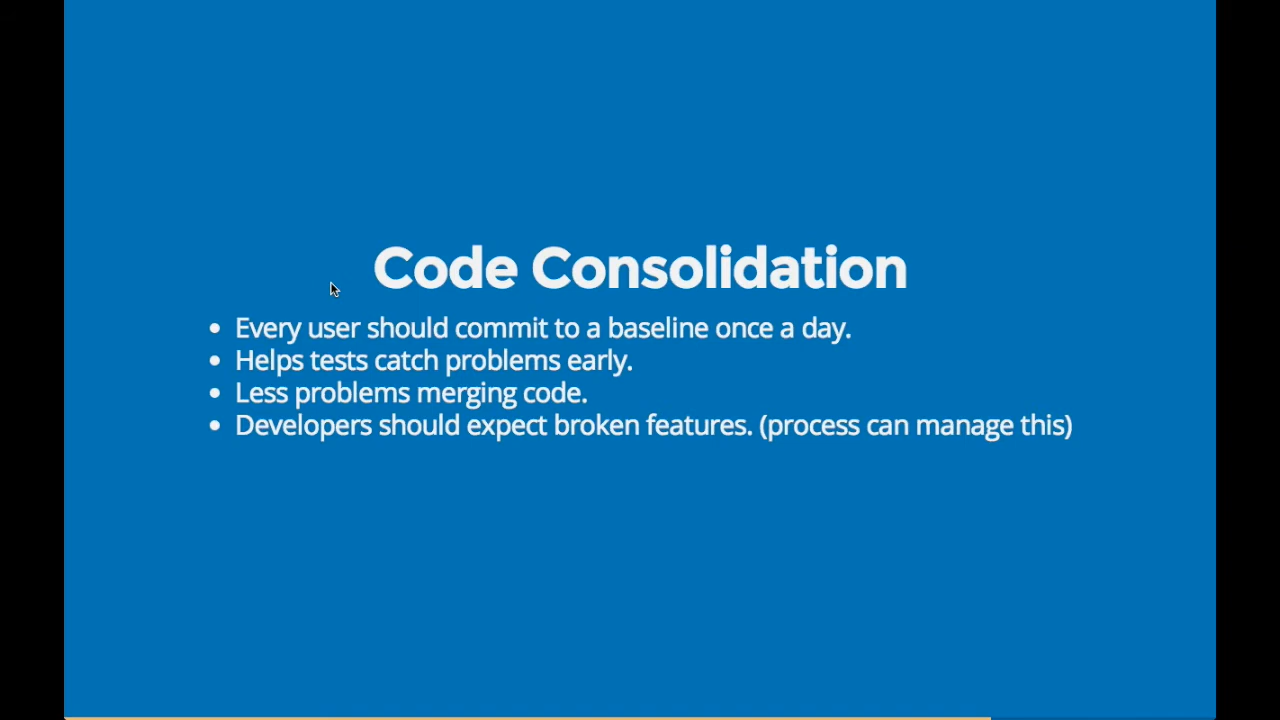 Code Consolidation
• Every user should commit to a baseline once a day.
• Helps tests catch problems early.
• Less problems merging code.
• Developers should expect broken features. (process can manage this)